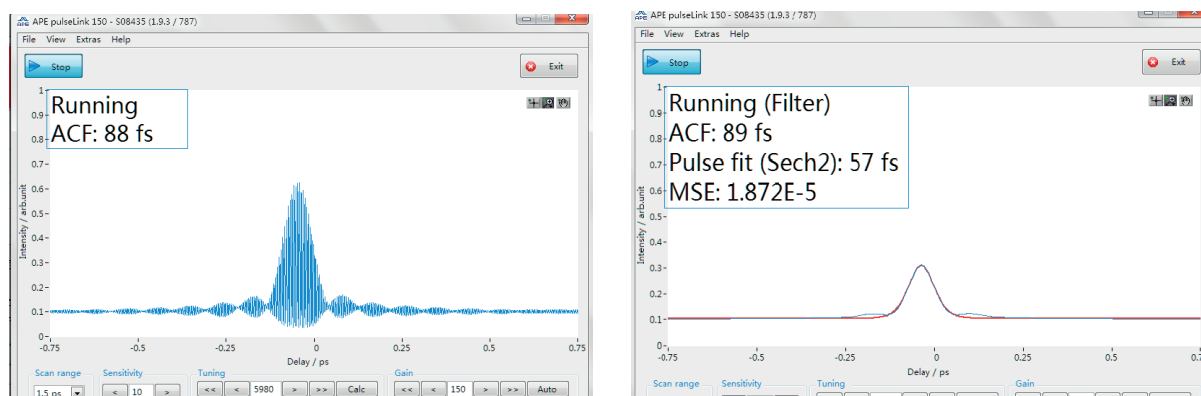 APE pulseLink 150 - S08435 (1.9.3 / 787)
File View Extras Help
Stop
Exit
Running
ACF: 88 fs
1
0.9
0.8
0.7
0.6
0.5
0.4
0.3
0.2
0.1
0
Intensity / arb.unit
-0.75 -0.5 -0.25 0 0.25 0.5 0.75
Delay / ps
Scan range Sensitivity Tuning Gain
1.5 ps < 10 > << < 5980 > >> Calc << < 150 > >> Auto
APE pulseLink 150 - S08435 (1.9.3 / 787)
File View Extras Help
Stop
Exit
Running (Filter)
ACF: 89 fs
Pulse fit (Sech2): 57 fs
MSE: 1.872E-5
1
0.9
0.8
0.7
0.6
0.5
0.4
0.3
0.2
0.1
0
Intensity / arb.unit
-0.75 -0.5 -0.25 0 0.25 0.5
Delay / ps
Scan range Sensitivity Tuning Gain